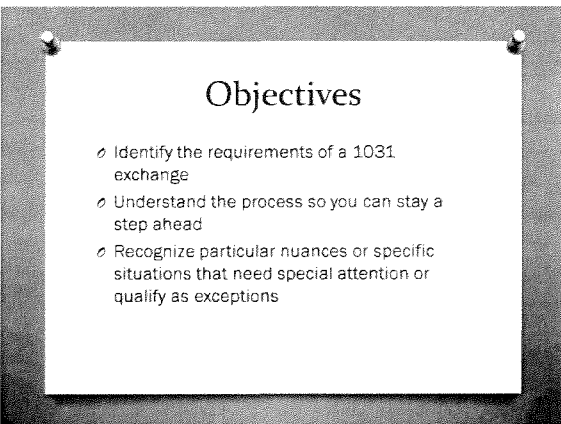 Objectives
Identify the requirements of a 1031
exchange
Understand the process so you can stay a
step ahead
Recognize particular nuances or specific
situations that need special attention or
qualify as exceptions